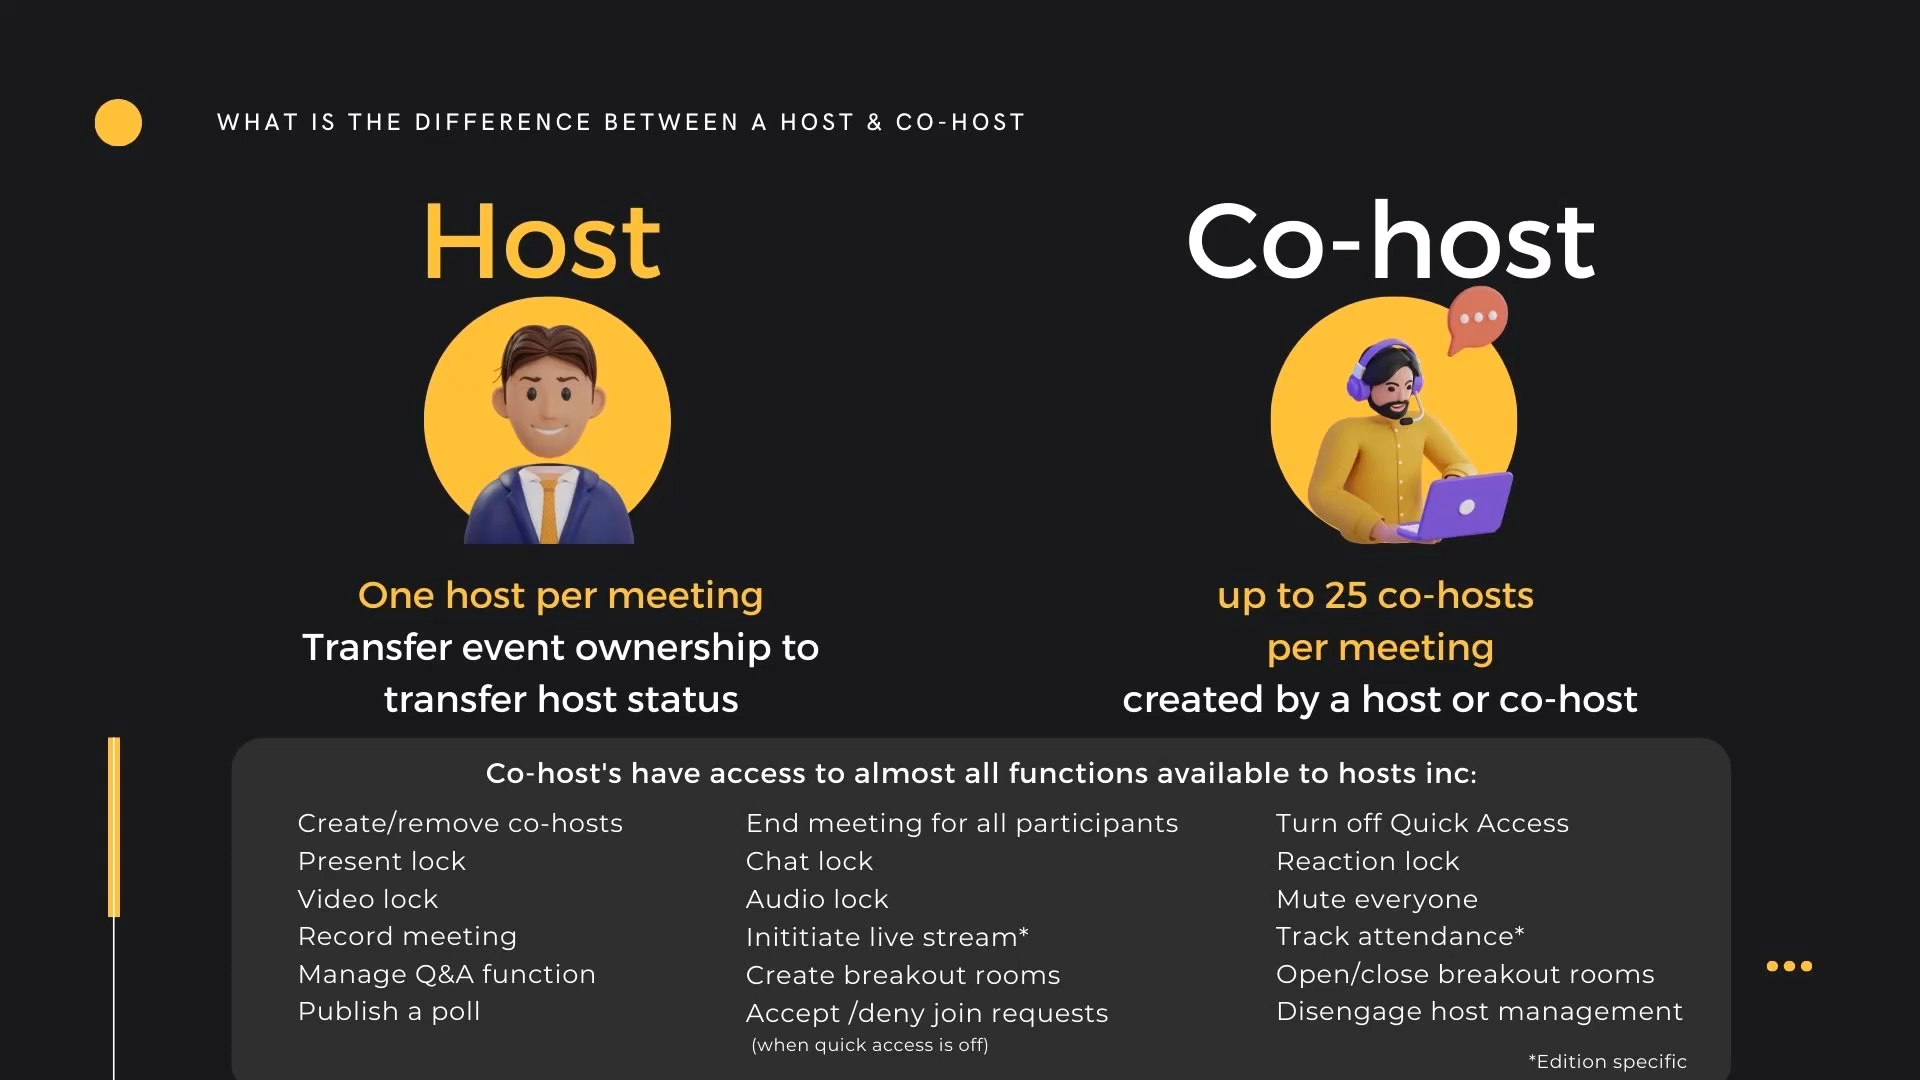 WHAT IS THE DIFFERENCE BETWEEN A HOST & CO-HOST
Host
One host per meeting
Transfer event ownership to
transfer host status
Co-host
up to 25 co-hosts
per meeting
created by a host or co-host
Co-host's have access to almost all functions available to hosts inc:
Create/remove co-hosts
Present lock
Video lock
Record meeting
Manage Q&A function
Publish a poll
End meeting for all participants
Chat lock
Audio lock
Inititiate live stream*
Create breakout rooms
Accept /deny join requests
(when quick access is off)
Turn off Quick Access
Reaction lock
Mute everyone
Track attendance*
Open/close breakout rooms
Disengage host management
*Edition specific